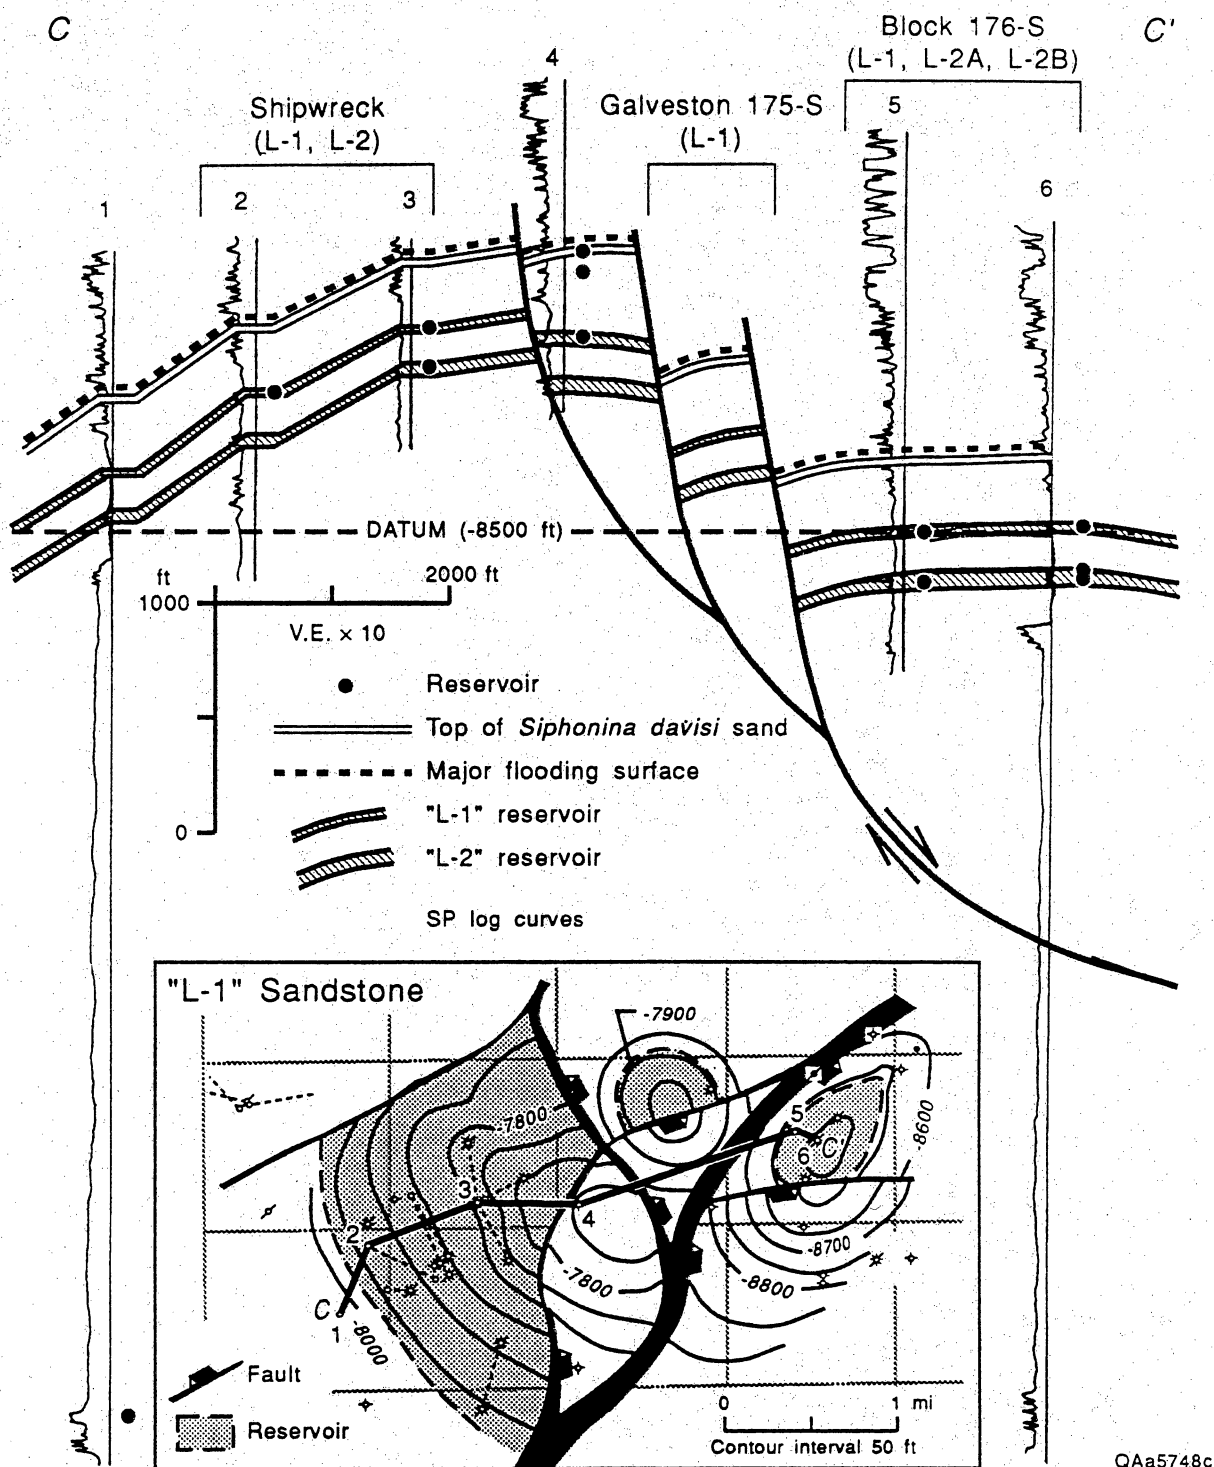 C
Block 176-S
(L-1, L-2A, L-2B)
C'
4
Shipwreck
(L-1, L-2)
Galveston 175-S
(L-1)
5
1
2
3
6
DATUM (-8500 ft)
ft
1000
2000 ft
V.E. × 10
Reservoir
Top of Siphonina davisi sand
Major flooding surface
"L-1" reservoir
0
"L-2" reservoir
SP log curves
"L-1" Sandstone
-7900
-7800
5
-8600
6
C'
3
4
2
-8700
-7800
-8800
C
1
-8000
Fault
Reservoir
0
1 mi
Contour interval 50 ft
QAa5748c